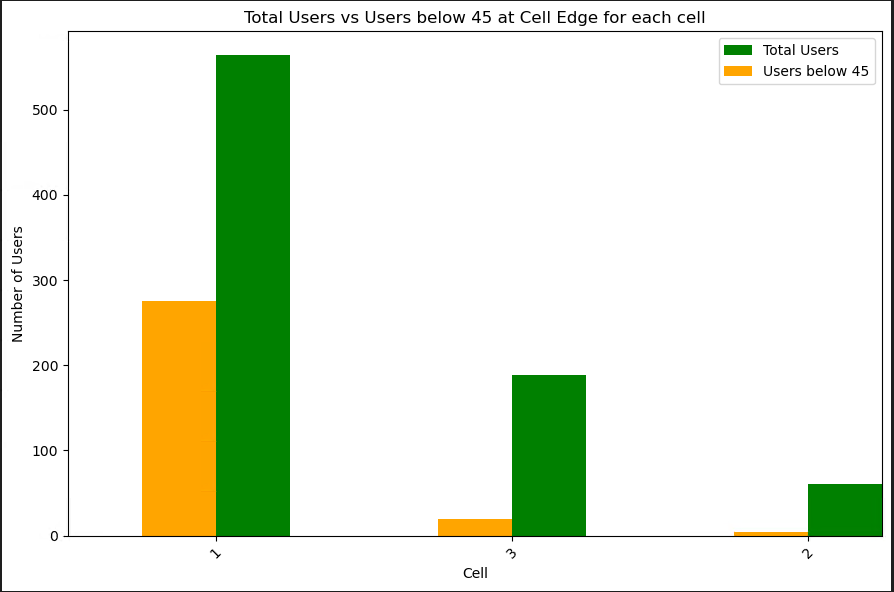 Total Users vs Users below 45 at Cell Edge for each cell
Total Users
Users below 45
Number of Users
500
400
300
200
100
0
1
3
2
Cell